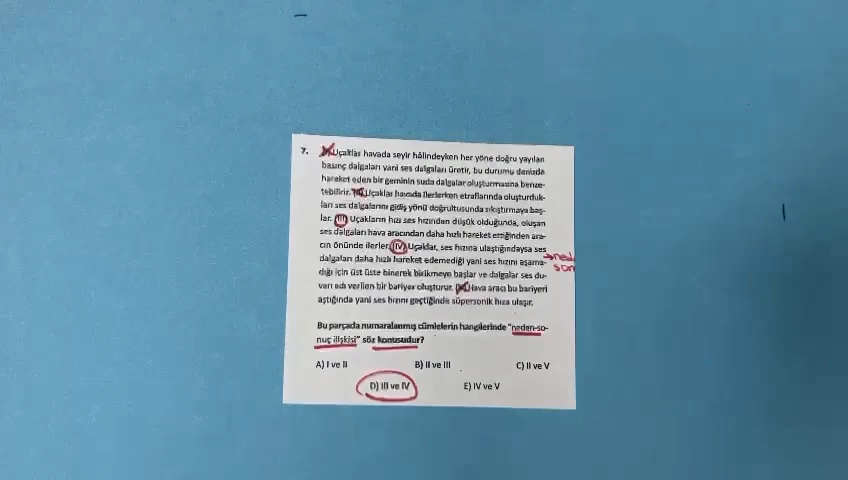 7. Uçaklar havada seyir hâlindeyken her yöne doğru yayılan
basınç dalgaları yani ses dalgaları üretir, bu durumu denizde
hareket eden bir geminin suda dalgalar oluşturmasına benze-
tebilirir. Uçaklar havada ilerlerken etraflarında oluşturduk-
ları ses dalgalarını gidiş yönü doğrultusunda sıkıştırmaya baş-
lar. (III) Uçakların hızı ses hızından düşük olduğunda, oluşan
ses dalgaları hava aracından daha hızlı hareket ettiğinden ara-
cın önünde ilerler. (IV) Uçaklar, ses hızına ulaştığındaysa ses
dalgaları daha hızlı hareket edemediği yani ses hızını aşama-
dığı için üst üste binerek birikmeye başlar ve dalgalar ses du-
varı adı verilen bir bariyer oluşturur. Hava aracı bu bariyeri
aştığında yani ses hızını geçtiğinde süpersonik hıza ulaşır.
ned
son
Bu parçada numaralanmış cümlelerin hangilerinde "neden-so-
nuç ilişkisi" söz konusudur?
A) I ve II B) II ve III C) II ve V
D) III ve IV E) IV ve V